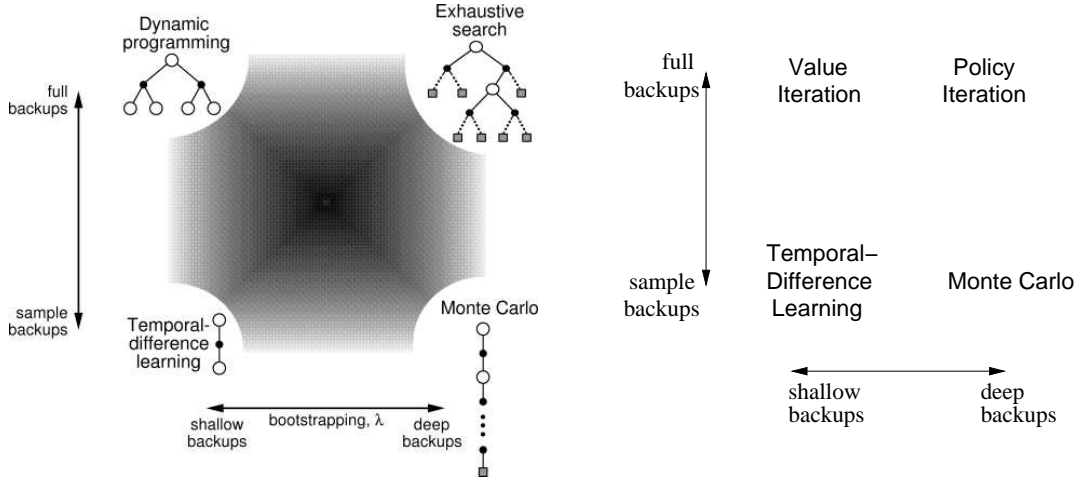 Dynamic
programming
Exhaustive
search
full
backups
sample
backups
Temporal-
difference
learning
Monte Carlo
bootstrapping, λ
shallow
backups
deep
backups
full
backups
Value
Iteration
Policy
Iteration
sample
backups
Temporal−
Difference
Learning
Monte Carlo
shallow
backups
deep
backups